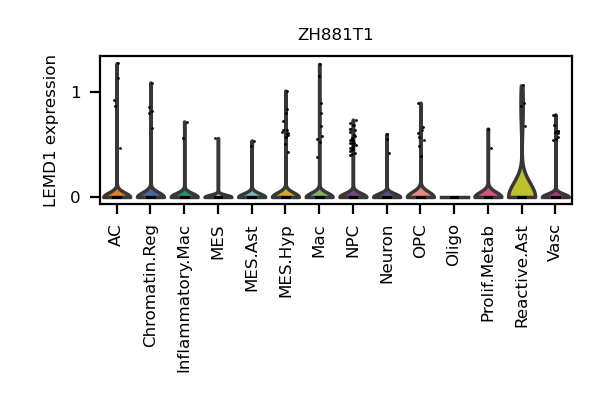 ZH881T1
LEMD1 expression
1
0
AC
Chromatin.Reg
Inflammatory.Mac
MES
MES.Ast
MES.Hyp
Mac
NPC
Neuron
OPC
Oligo
Prolif.Metab
Reactive.Ast
Vasc